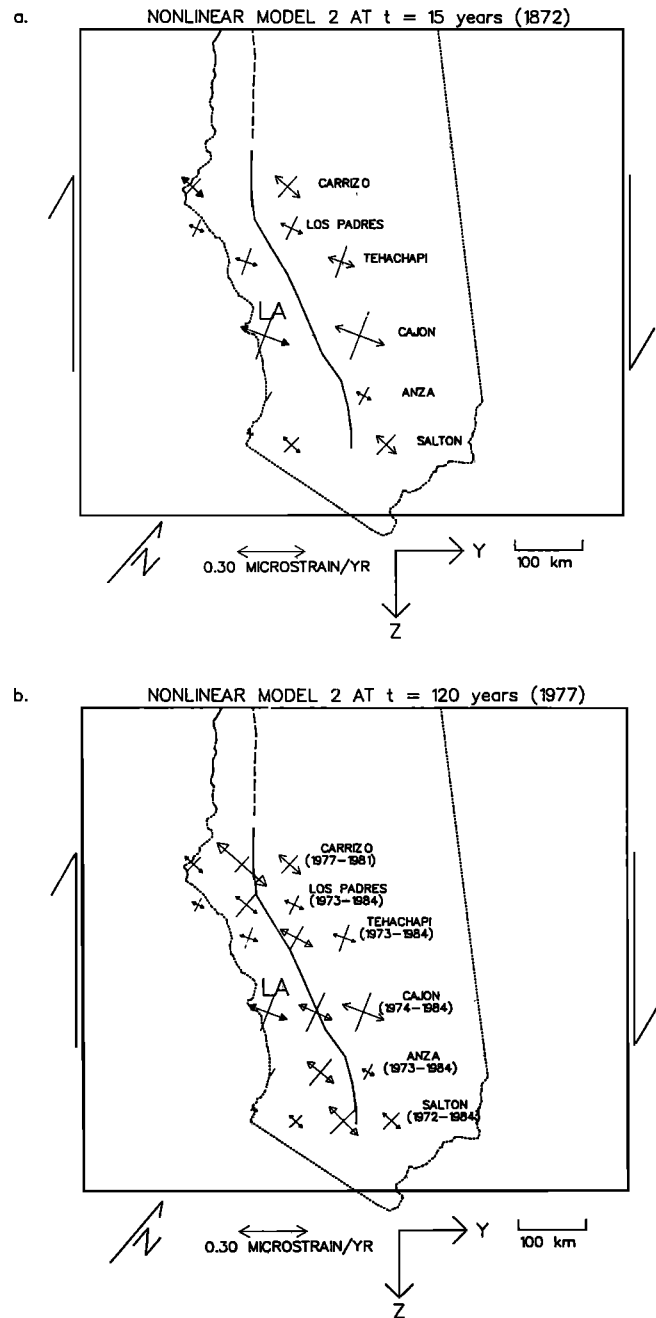 a.
NONLINEAR MODEL 2 AT t = 15 years (1872)
CARRIZO
LOS PADRES
TEHACHAPI
LA
CAJON
ANZA
SALTON
N
0.30 MICROSTRAIN/YR
Y
Z
100 km
b.
NONLINEAR MODEL 2 AT t = 120 years (1977)
CARRIZO
(1977-1981)
LOS PADRES
(1973-1984)
TEHACHAPI
(1973-1984)
LA
CAJON
(1974-1984)
ANZA
(1973-1984)
SALTON
(1972-1984)
N
0.30 MICROSTRAIN/YR
Y
Z
100 km